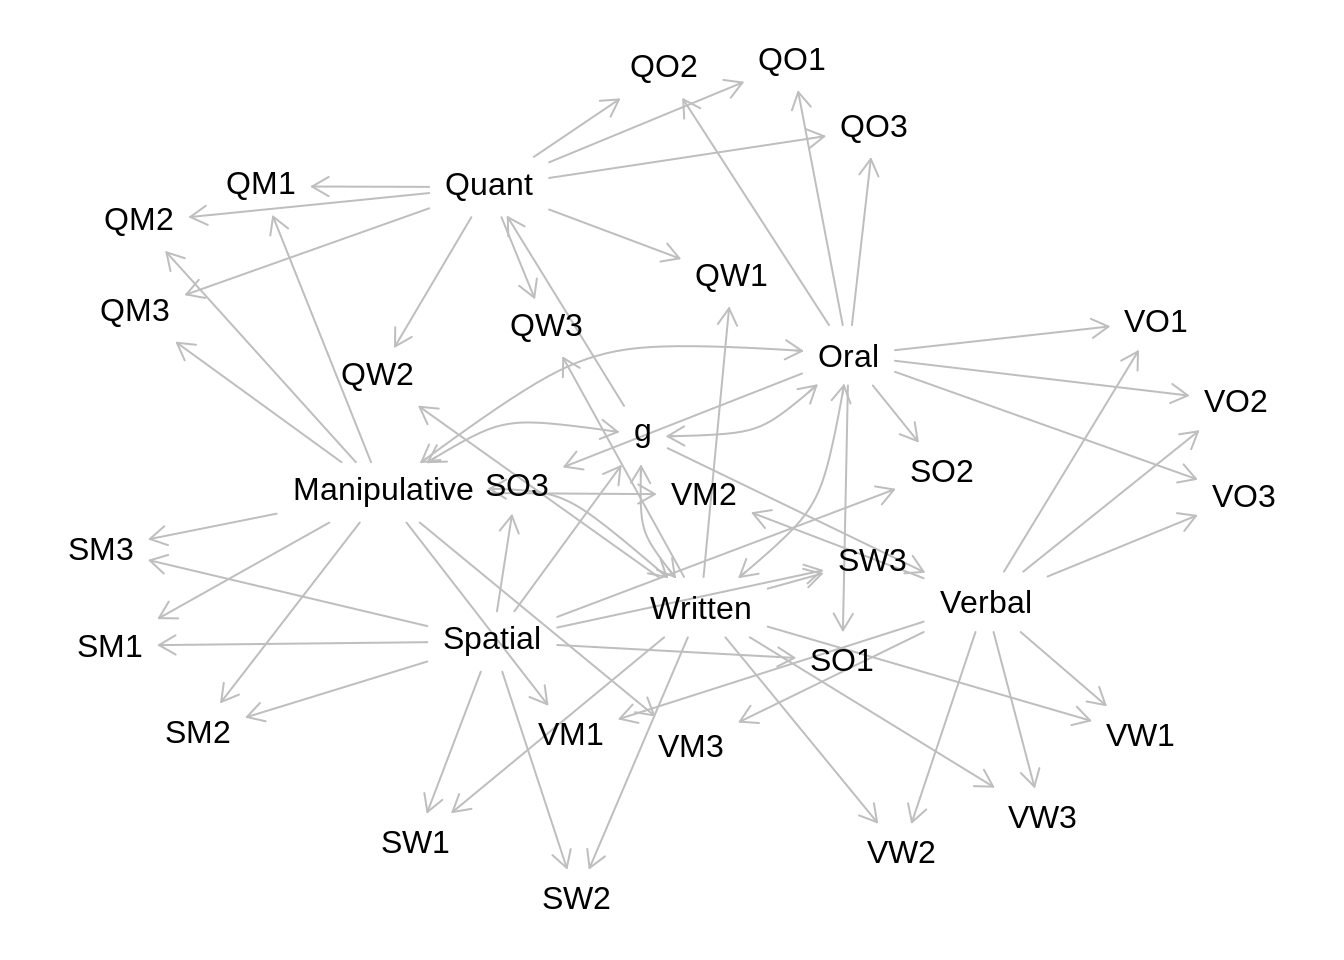 QO1
QO2
QO3
QM1
Quant
QM2
QW1
QM3
VO1
QW3
Oral
QW2
VO2
g
SO2
SO3
Manipulative
VM2
VO3
SM3
SW3
Verbal
Written
Spatial
SM1
SO1
SM2
VM1
VW1
VM3
VW3
SW1
VW2
SW2